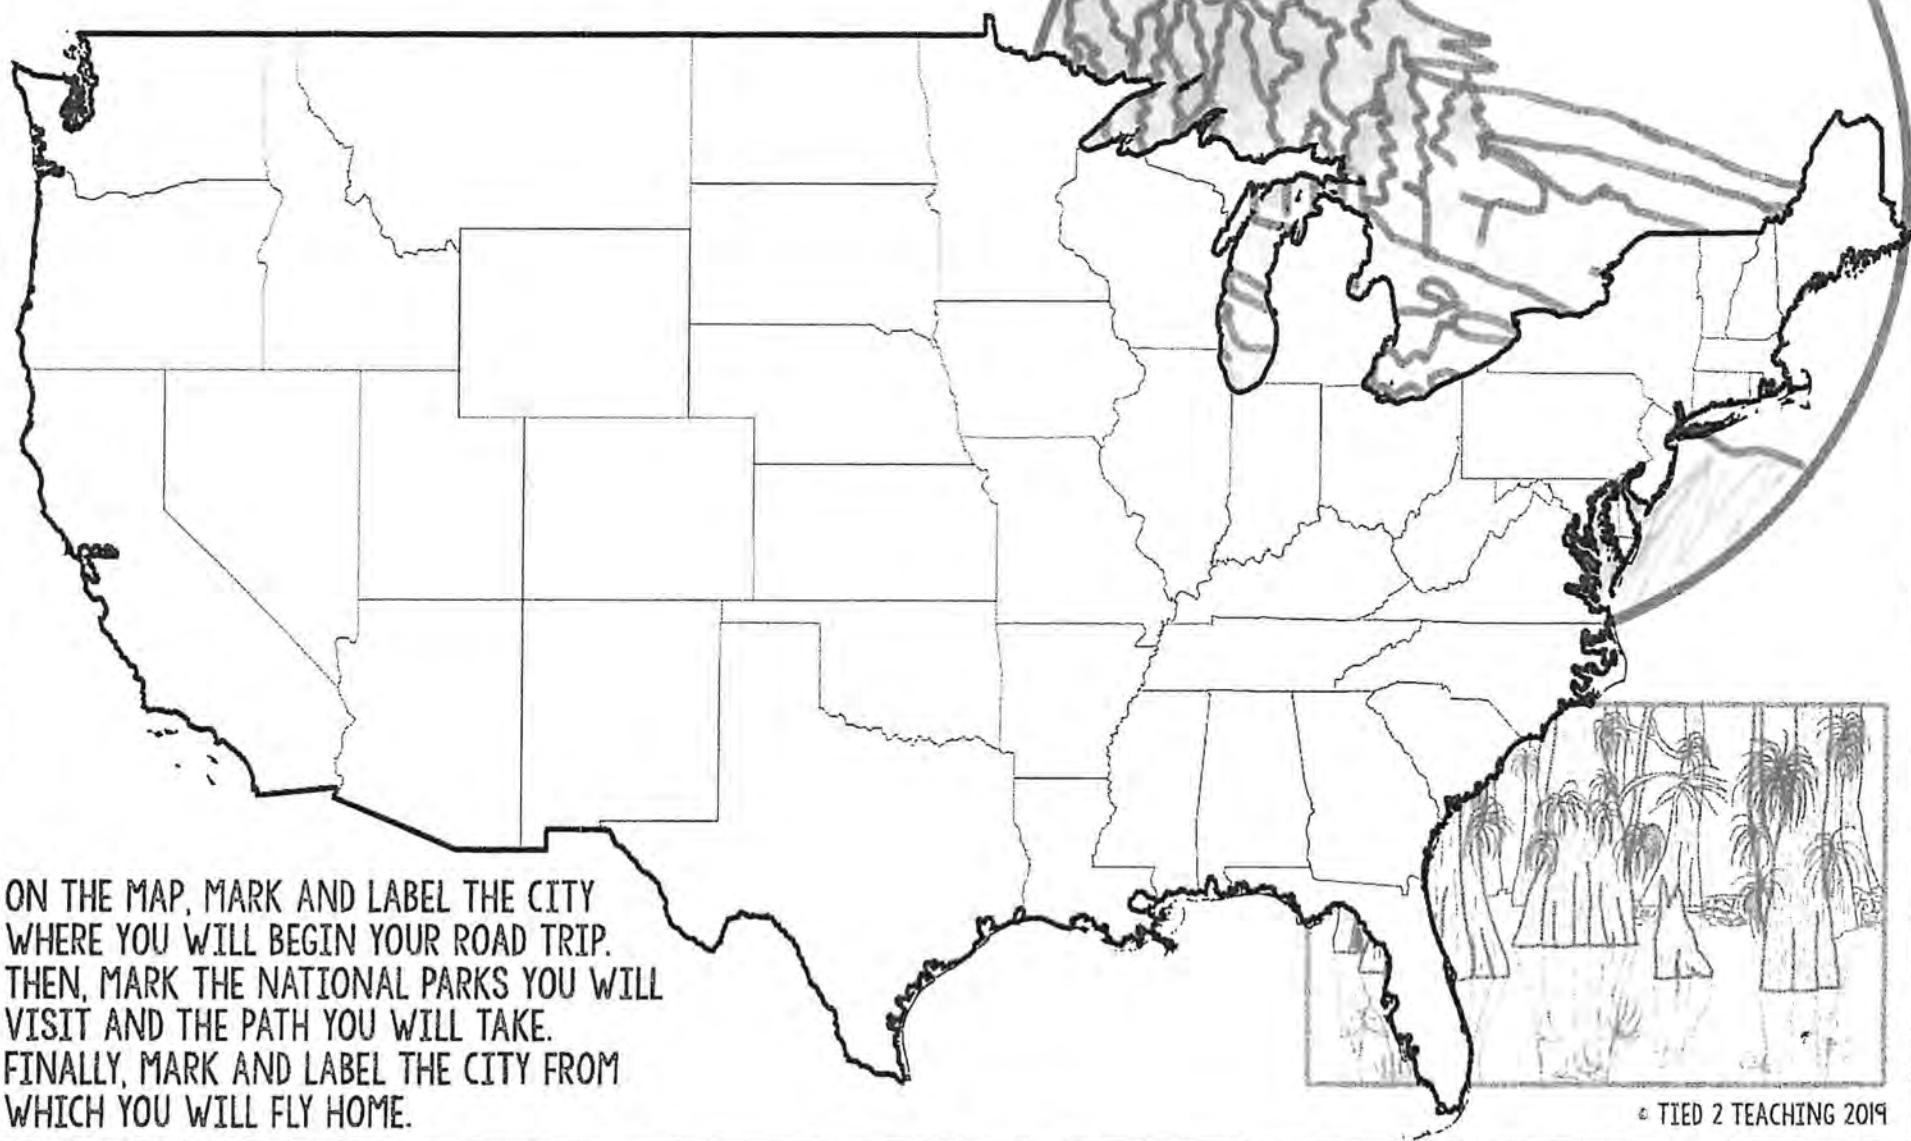 ON THE MAP, MARK AND LABEL THE CITY
WHERE YOU WILL BEGIN YOUR ROAD TRIP.
THEN, MARK THE NATIONAL PARKS YOU WILL
VISIT AND THE PATH YOU WILL TAKE.
FINALLY, MARK AND LABEL THE CITY FROM
WHICH YOU WILL FLY HOME.
© TIED 2 TEACHING 2019